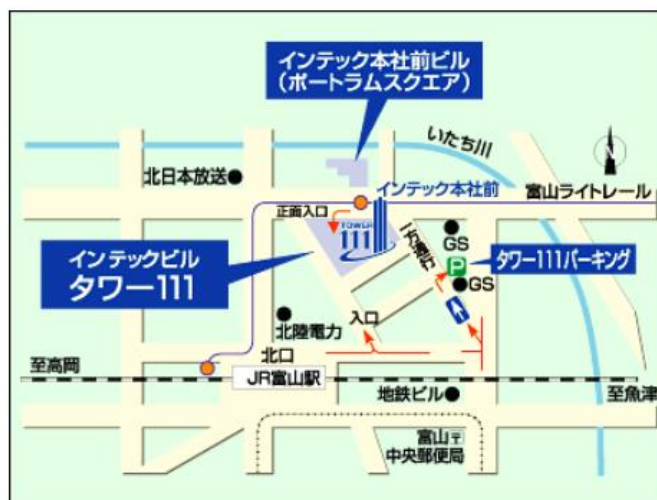 インテック本社前ビル
(ポートラムスクエア)
いたち川
北日本放送
インテック本社前
富山ライトレール
正面入口
TOWER
111
一方通行
GS
インテックビル
タワー111
P
タワー111パーキング
GS
北陸電力
入口
北口
至高岡
JR富山駅
地鉄ビル
至魚津
富山〒
中央郵便局